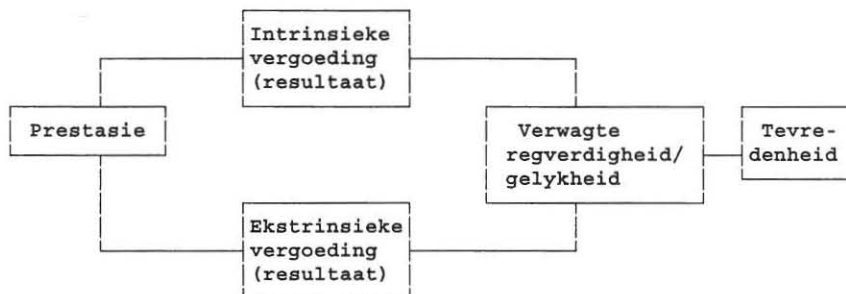 Intrinsieke
vergoeding
(resultaat)
Prestasie
Verwagte
regverdigheid/
gelykheid
Tevre-
denheid
Ekstrinsieke
vergoeding
(resultaat)